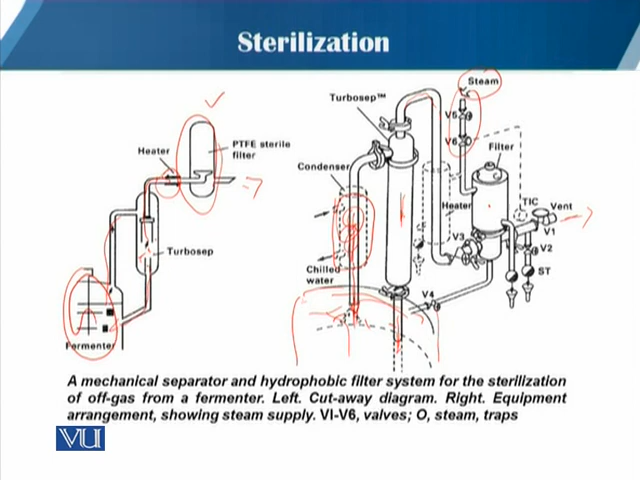 Sterilization
Steam
Turbosep™
V5
V6
Filter
PTFE sterile
filter
Heater
Condenser
Heater
TIC
Vent
V1
V3
V2
Turbosep
Chilled
water
ST
V4
Fermenter
A mechanical separator and hydrophobic filter system for the sterilization
of off-gas from a fermenter. Left. Cut-away diagram. Right. Equipment
arrangement, showing steam supply. VI-V6, valves; O, steam, traps
VU